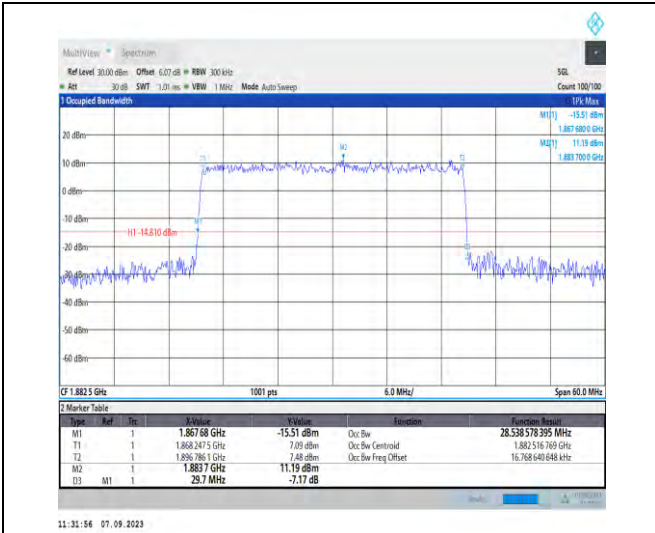 MultiView Spectrum
Ref Level 30.00 dBm Offset 6.07 dB RBW 300 kHz SGL
Att 30 dB SWT 1.01 ms VBW 1 MHz Mode Auto Sweep Count 100/100
1 Occupied Bandwidth 1Pk Max
M1[1] -15.51 dBm
1.867 680 0 GHz
M2[1] 11.19 dBm
1.883 700 0 GHz
20 dBm
M2
10 dBm
T1
T2
0 dBm
-10 dBm
M1
H1 -14.810 dBm
-20 dBm
D3
-30 dBm
-40 dBm
-50 dBm
-60 dBm
CF 1.882 5 GHz 1001 pts 6.0 MHz/ Span 60.0 MHz
2 Marker Table
Type Ref Trc X-Value Y-Value Function Function Result
M1 1 1.867 68 GHz -15.51 dBm Occ Bw 28.538 578 395 MHz
T1 1 1.868 247 5 GHz 7.09 dBm Occ Bw Centroid 1.882 516 769 GHz
T2 1 1.896 786 1 GHz 7.48 dBm Occ Bw Freq Offset 16.768 640 648 kHz
M2 1 1.883 7 GHz 11.19 dBm
D3 M1 1 29.7 MHz -7.17 dB
11:31:56 07.09.2023